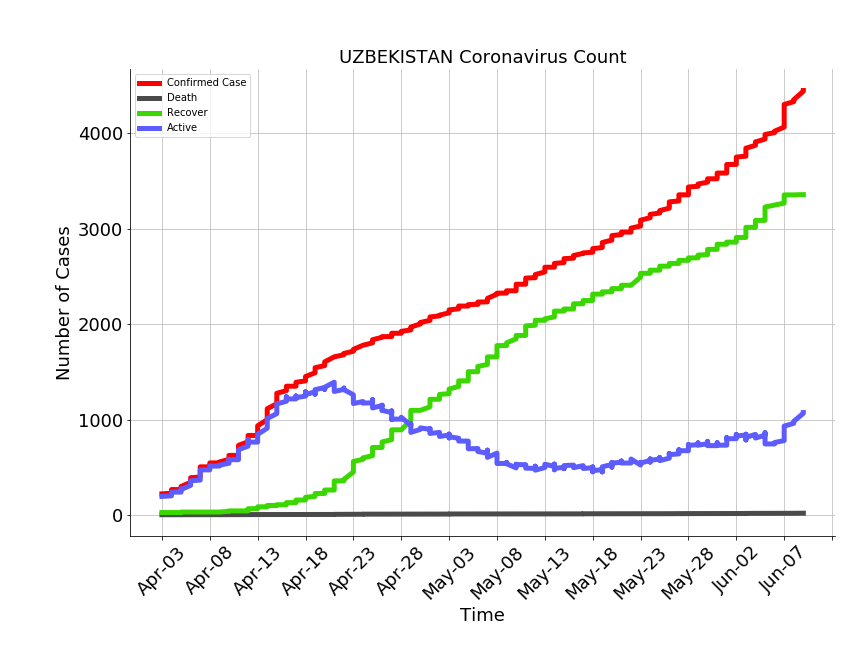 UZBEKISTAN Coronavirus Count
Confirmed Case
Death
Recover
Active
Number of Cases
4000
3000
2000
1000
0
Apr-03
Apr-08
Apr-13
Apr-18
Apr-23
Apr-28
May-03
May-08
May-13
May-18
May-23
May-28
Jun-02
Jun-07
Time